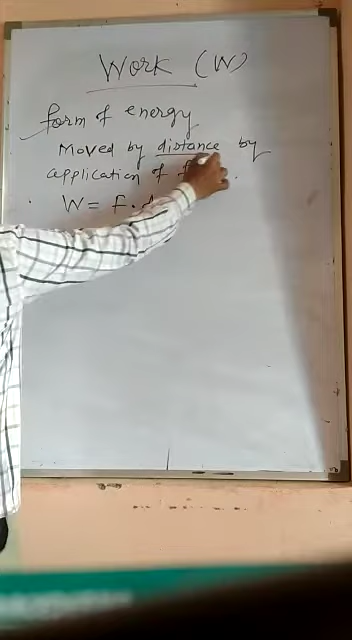 Work (W)
form of energy
Moved by distance by
application of
W = F. d